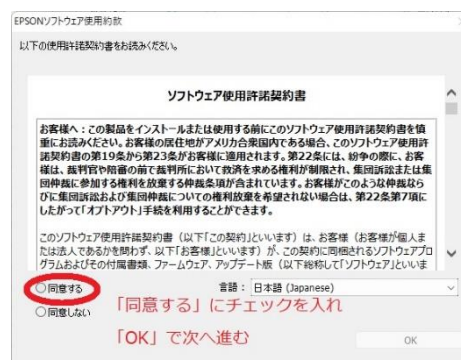 EPSONソフトウェア使用約款
以下の使用許諾契約書をお読みください。
ソフトウェア使用許諾契約書
お客様へ：この製品をインストールまたは使用する前にこのソフトウェア使用許諾契約書を慎
重にお読みください。お客様の居住地がアメリカ合衆国内である場合、このソフトウェア使用許
諾契約書の第19条から第23条がお客様に適用されます。第22条には、紛争の際に、お客
様は、裁判官や陪審の前で裁判所において救済を求める権利が制限され、集団訴訟または集
団仲裁に参加する権利を放棄する仲裁条項が含まれています。お客様がこのような仲裁なら
びに集団訴訟および集団仲裁についての権利放棄を希望されない場合は、第22条第7項に
したがって「オプトアウト」手続を利用することができます。
このソフトウェア使用許諾契約書（以下「この契約」といいます）は、お客様（お客様が個人ま
たは法人であるかを問わず、以下「お客様」といいます）が、この契約に同梱されるソフトウェアプロ
グラムおよびその付属書類、ファームウェア、アップデート版（以下総称して「ソフトウェア」といいま
同意する
言語： 日本語 (Japanese)
同意しない
「同意する」にチェックを入れ
「OK」で次へ進む
OK